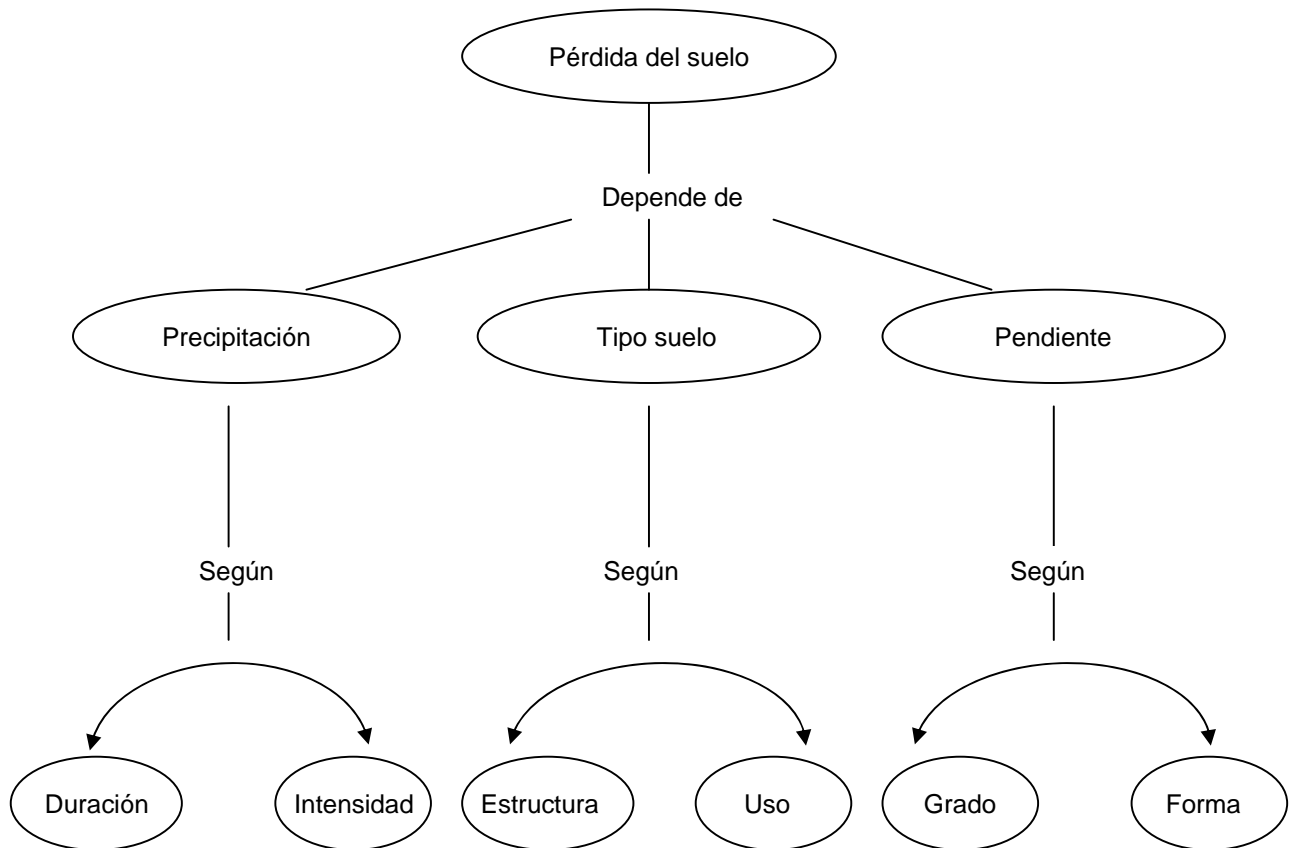 Pérdida del suelo
Depende de
Precipitación
Tipo suelo
Pendiente
Según
Según
Según
Duración
Intensidad
Estructura
Uso
Grado
Forma